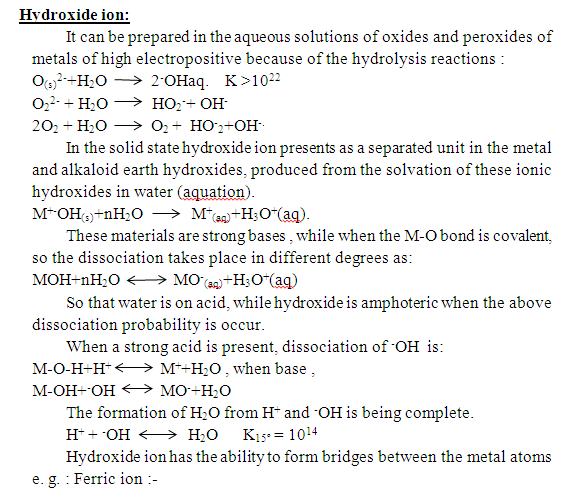 Hydroxide ion:
It can be prepared in the aqueous solutions of oxides and peroxides of
metals of high electropositive because of the hydrolysis reactions :
O₍ₛ₎²⁻+H₂O ⟶ 2⁻OHaq. K>10²²
O₂²⁻ + H₂O ⟶ HO₂⁻+ OH⁻
2O₂ + H₂O ⟶ O₂ + HO⁻₂+OH⁻
In the solid state hydroxide ion presents as a separated unit in the metal
and alkaloid earth hydroxides, produced from the solvation of these ionic
hydroxides in water (aquation).
M⁺⁻OH₍ₛ₎+nH₂O ⟶ M⁺(aq)+H₃O⁺(aq).
These materials are strong bases , while when the M-O bond is covalent,
so the dissociation takes place in different degrees as:
MOH+nH₂O ⟷ MO⁻(aq)+H₃O⁺(aq)
So that water is on acid, while hydroxide is amphoteric when the above
dissociation probability is occur.
When a strong acid is present, dissociation of ⁻OH is:
M-O-H+H⁺ ⟷ M⁺+H₂O , when base ,
M-OH+⁻OH ⟷ MO⁻+H₂O
The formation of H₂O from H⁺ and ⁻OH is being complete.
H⁺ + ⁻OH ⟷ H₂O K₁₅° = 10¹⁴
Hydroxide ion has the ability to form bridges between the metal atoms
e. g. : Ferric ion :-